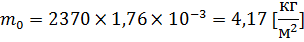 m₀ = 2370 × 1,76 × 10⁻³ = 4,17 [кг/м²]